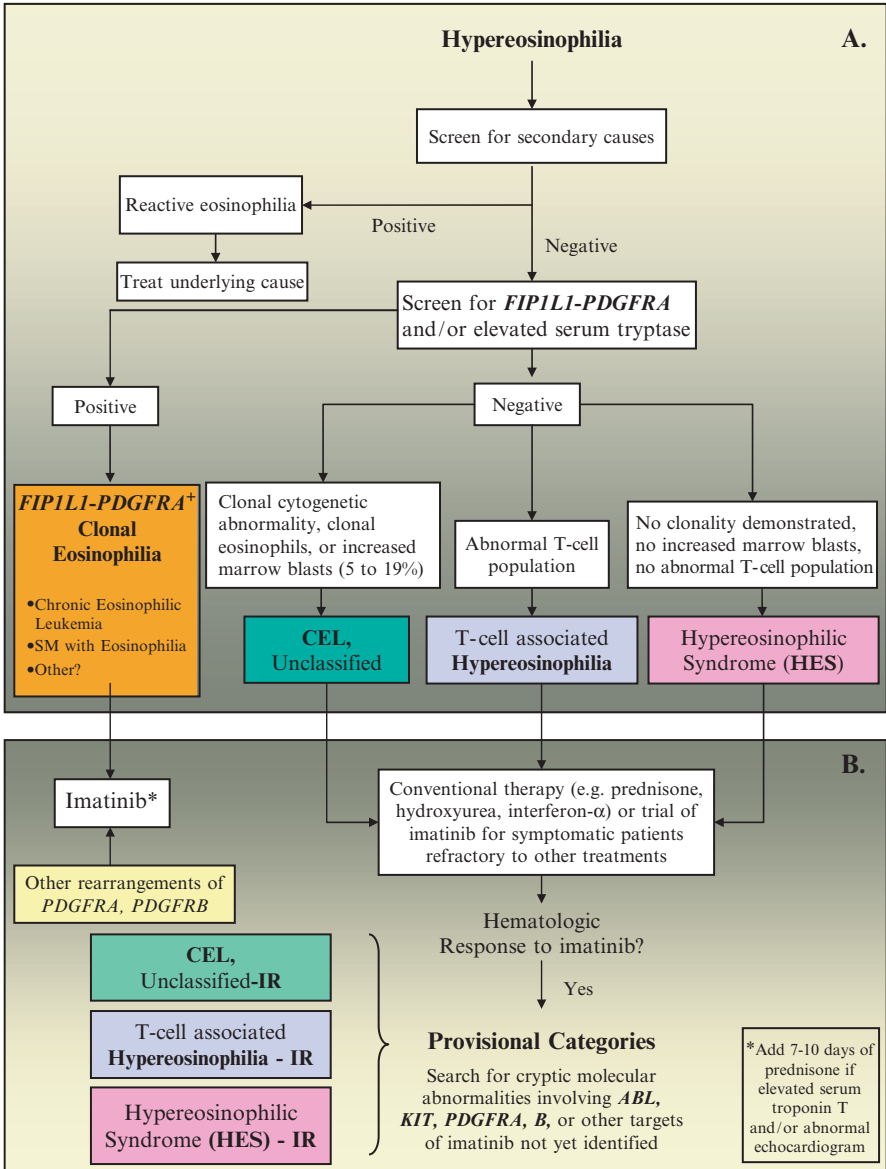 Hypereosinophilia
A.
Screen for secondary causes
Reactive eosinophilia
Positive
Negative
Treat underlying cause
Screen for FIP1L1-PDGFRA
and/or elevated serum tryptase
Positive
Negative
FIP1L1-PDGFRA+
Clonal
Eosinophilia
•Chronic Eosinophilic
Leukemia
•SM with Eosinophilia
•Other?
Clonal cytogenetic
abnormality, clonal
eosinophils, or increased
marrow blasts (5 to 19%)
Abnormal T-cell
population
No clonality demonstrated,
no increased marrow blasts,
no abnormal T-cell population
CEL,
Unclassified
T-cell associated
Hypereosinophilia
Hypereosinophilic
Syndrome (HES)
B.
Imatinib*
Conventional therapy (e.g. prednisone,
hydroxyurea, interferon-α) or trial of
imatinib for symptomatic patients
refractory to other treatments
Other rearrangements of
PDGFRA, PDGFRB
Hematologic
Response to imatinib?
Yes
CEL,
Unclassified-IR
T-cell associated
Hypereosinophilia - IR
Hypereosinophilic
Syndrome (HES) - IR
Provisional Categories
Search for cryptic molecular
abnormalities involving ABL,
KIT, PDGFRA, B, or other targets
of imatinib not yet identified
*Add 7-10 days of
prednisone if
elevated serum
troponin T
and/or abnormal
echocardiogram